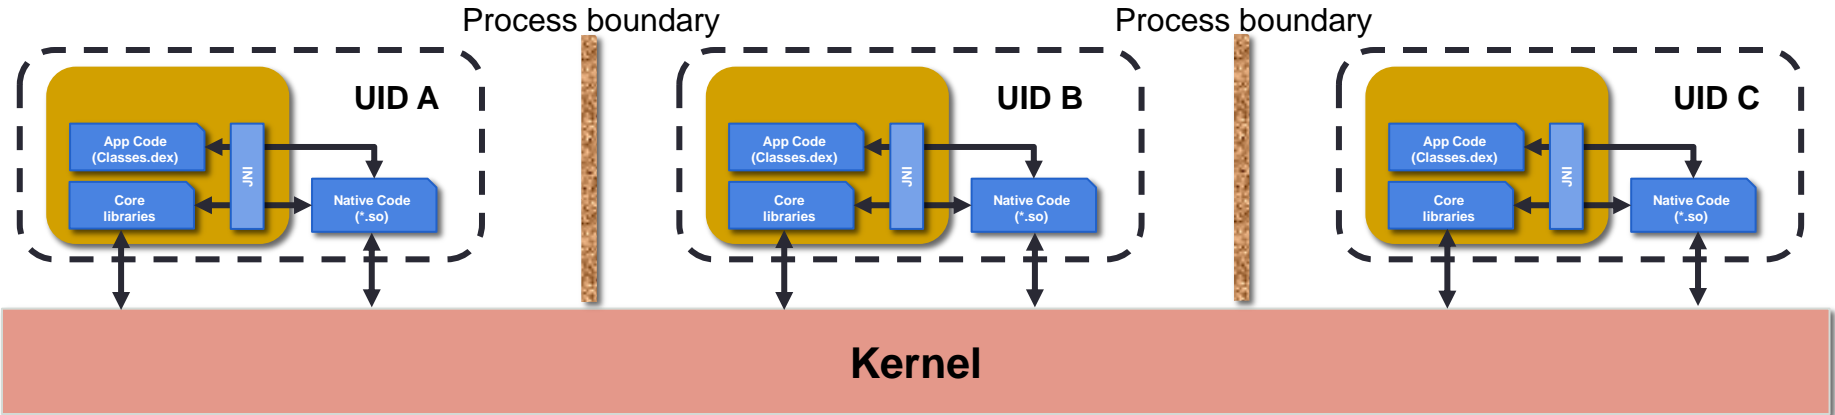 Process boundary
Process boundary
UID A
App Code
(Classes.dex)
JNI
Core
libraries
Native Code
(*.so)
UID B
App Code
(Classes.dex)
JNI
Core
libraries
Native Code
(*.so)
UID C
App Code
(Classes.dex)
JNI
Core
libraries
Native Code
(*.so)
Kernel